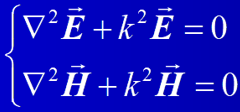 ∇²E⃗ + k²E⃗ = 0
∇²H⃗ + k²H⃗ = 0